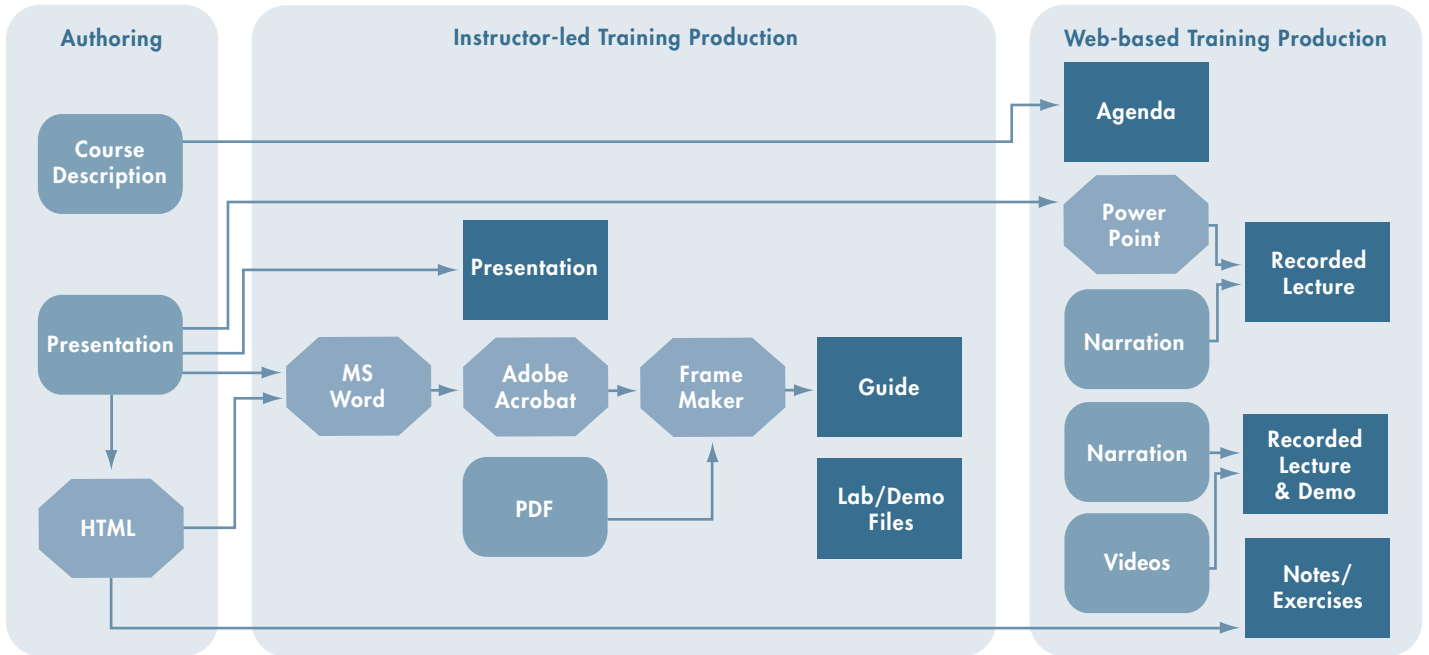 Authoring
Course
Description
Presentation
HTML
Instructor-led Training Production
Presentation
MS
Word
Adobe
Acrobat
Frame
Maker
Guide
PDF
Lab/Demo
Files
Web-based Training Production
Agenda
Power
Point
Recorded
Lecture
Narration
Narration
Recorded
Lecture
& Demo
Videos
Notes/
Exercises